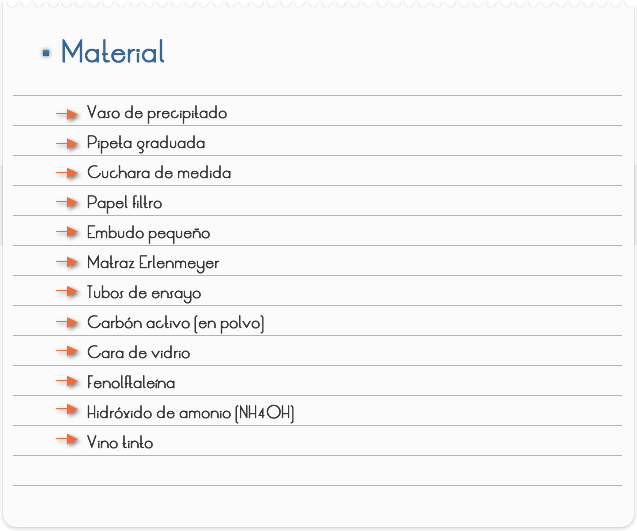 Material
Vaso de precipitado
Pipeta graduada
Cuchara de medida
Papel filtro
Embudo pequeño
Matraz Erlenmeyer
Tubos de ensayo
Carbón activo (en polvo)
Cara de vidrio
Fenolftaleína
Hidróxido de amonio (NH4OH)
Vino tinto